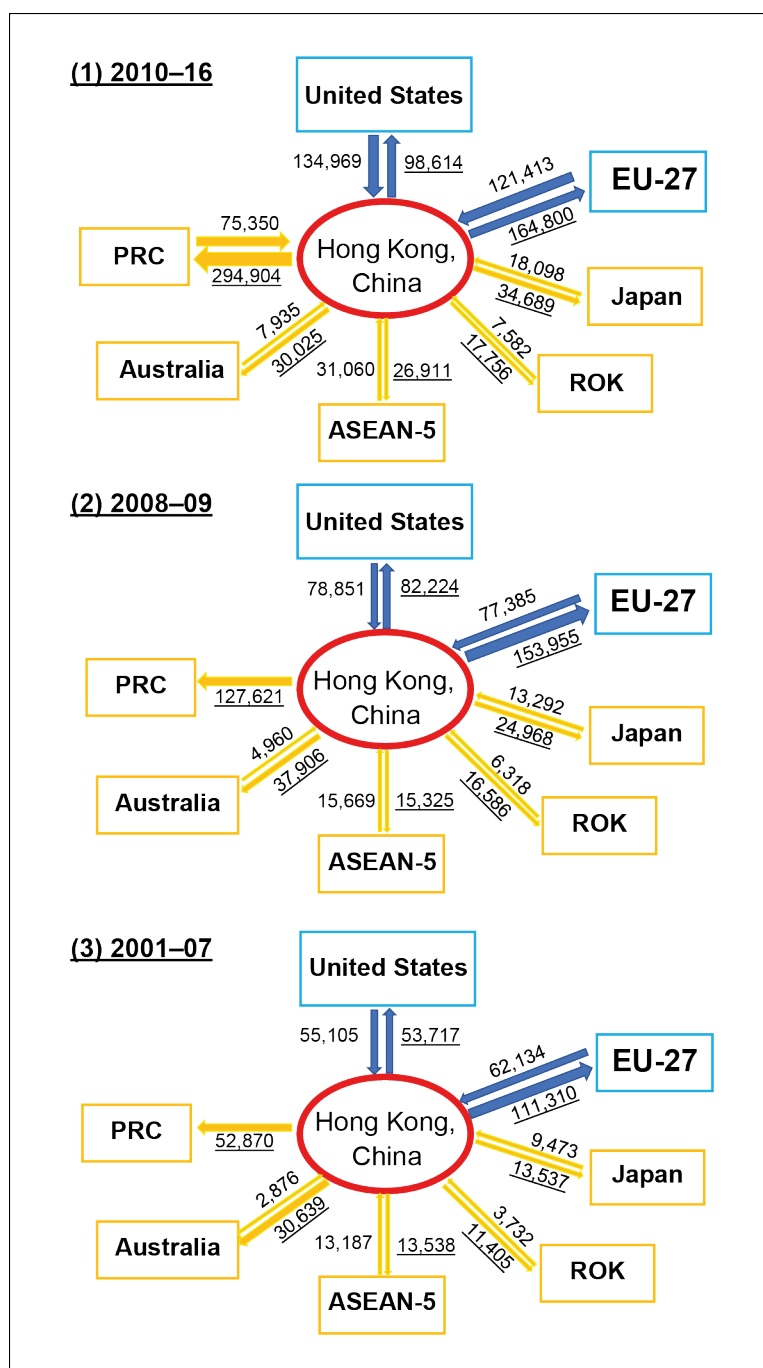 (1) 2010–16
United States
134,969
98,614
121,413
164,800
EU-27
75,350
PRC
294,904
Hong Kong,
China
18,098
34,689
Japan
7,935
30,025
Australia
31,060
26,911
7,582
17,756
ROK
ASEAN-5
(2) 2008–09
United States
78,851
82,224
77,385
153,955
EU-27
PRC
127,621
Hong Kong,
China
13,292
24,968
Japan
4,960
37,906
Australia
15,669
15,325
6,318
16,586
ROK
ASEAN-5
(3) 2001–07
United States
55,105
53,717
62,134
111,310
EU-27
PRC
52,870
Hong Kong,
China
9,473
13,537
Japan
2,876
30,639
Australia
13,187
13,538
3,732
11,405
ROK
ASEAN-5